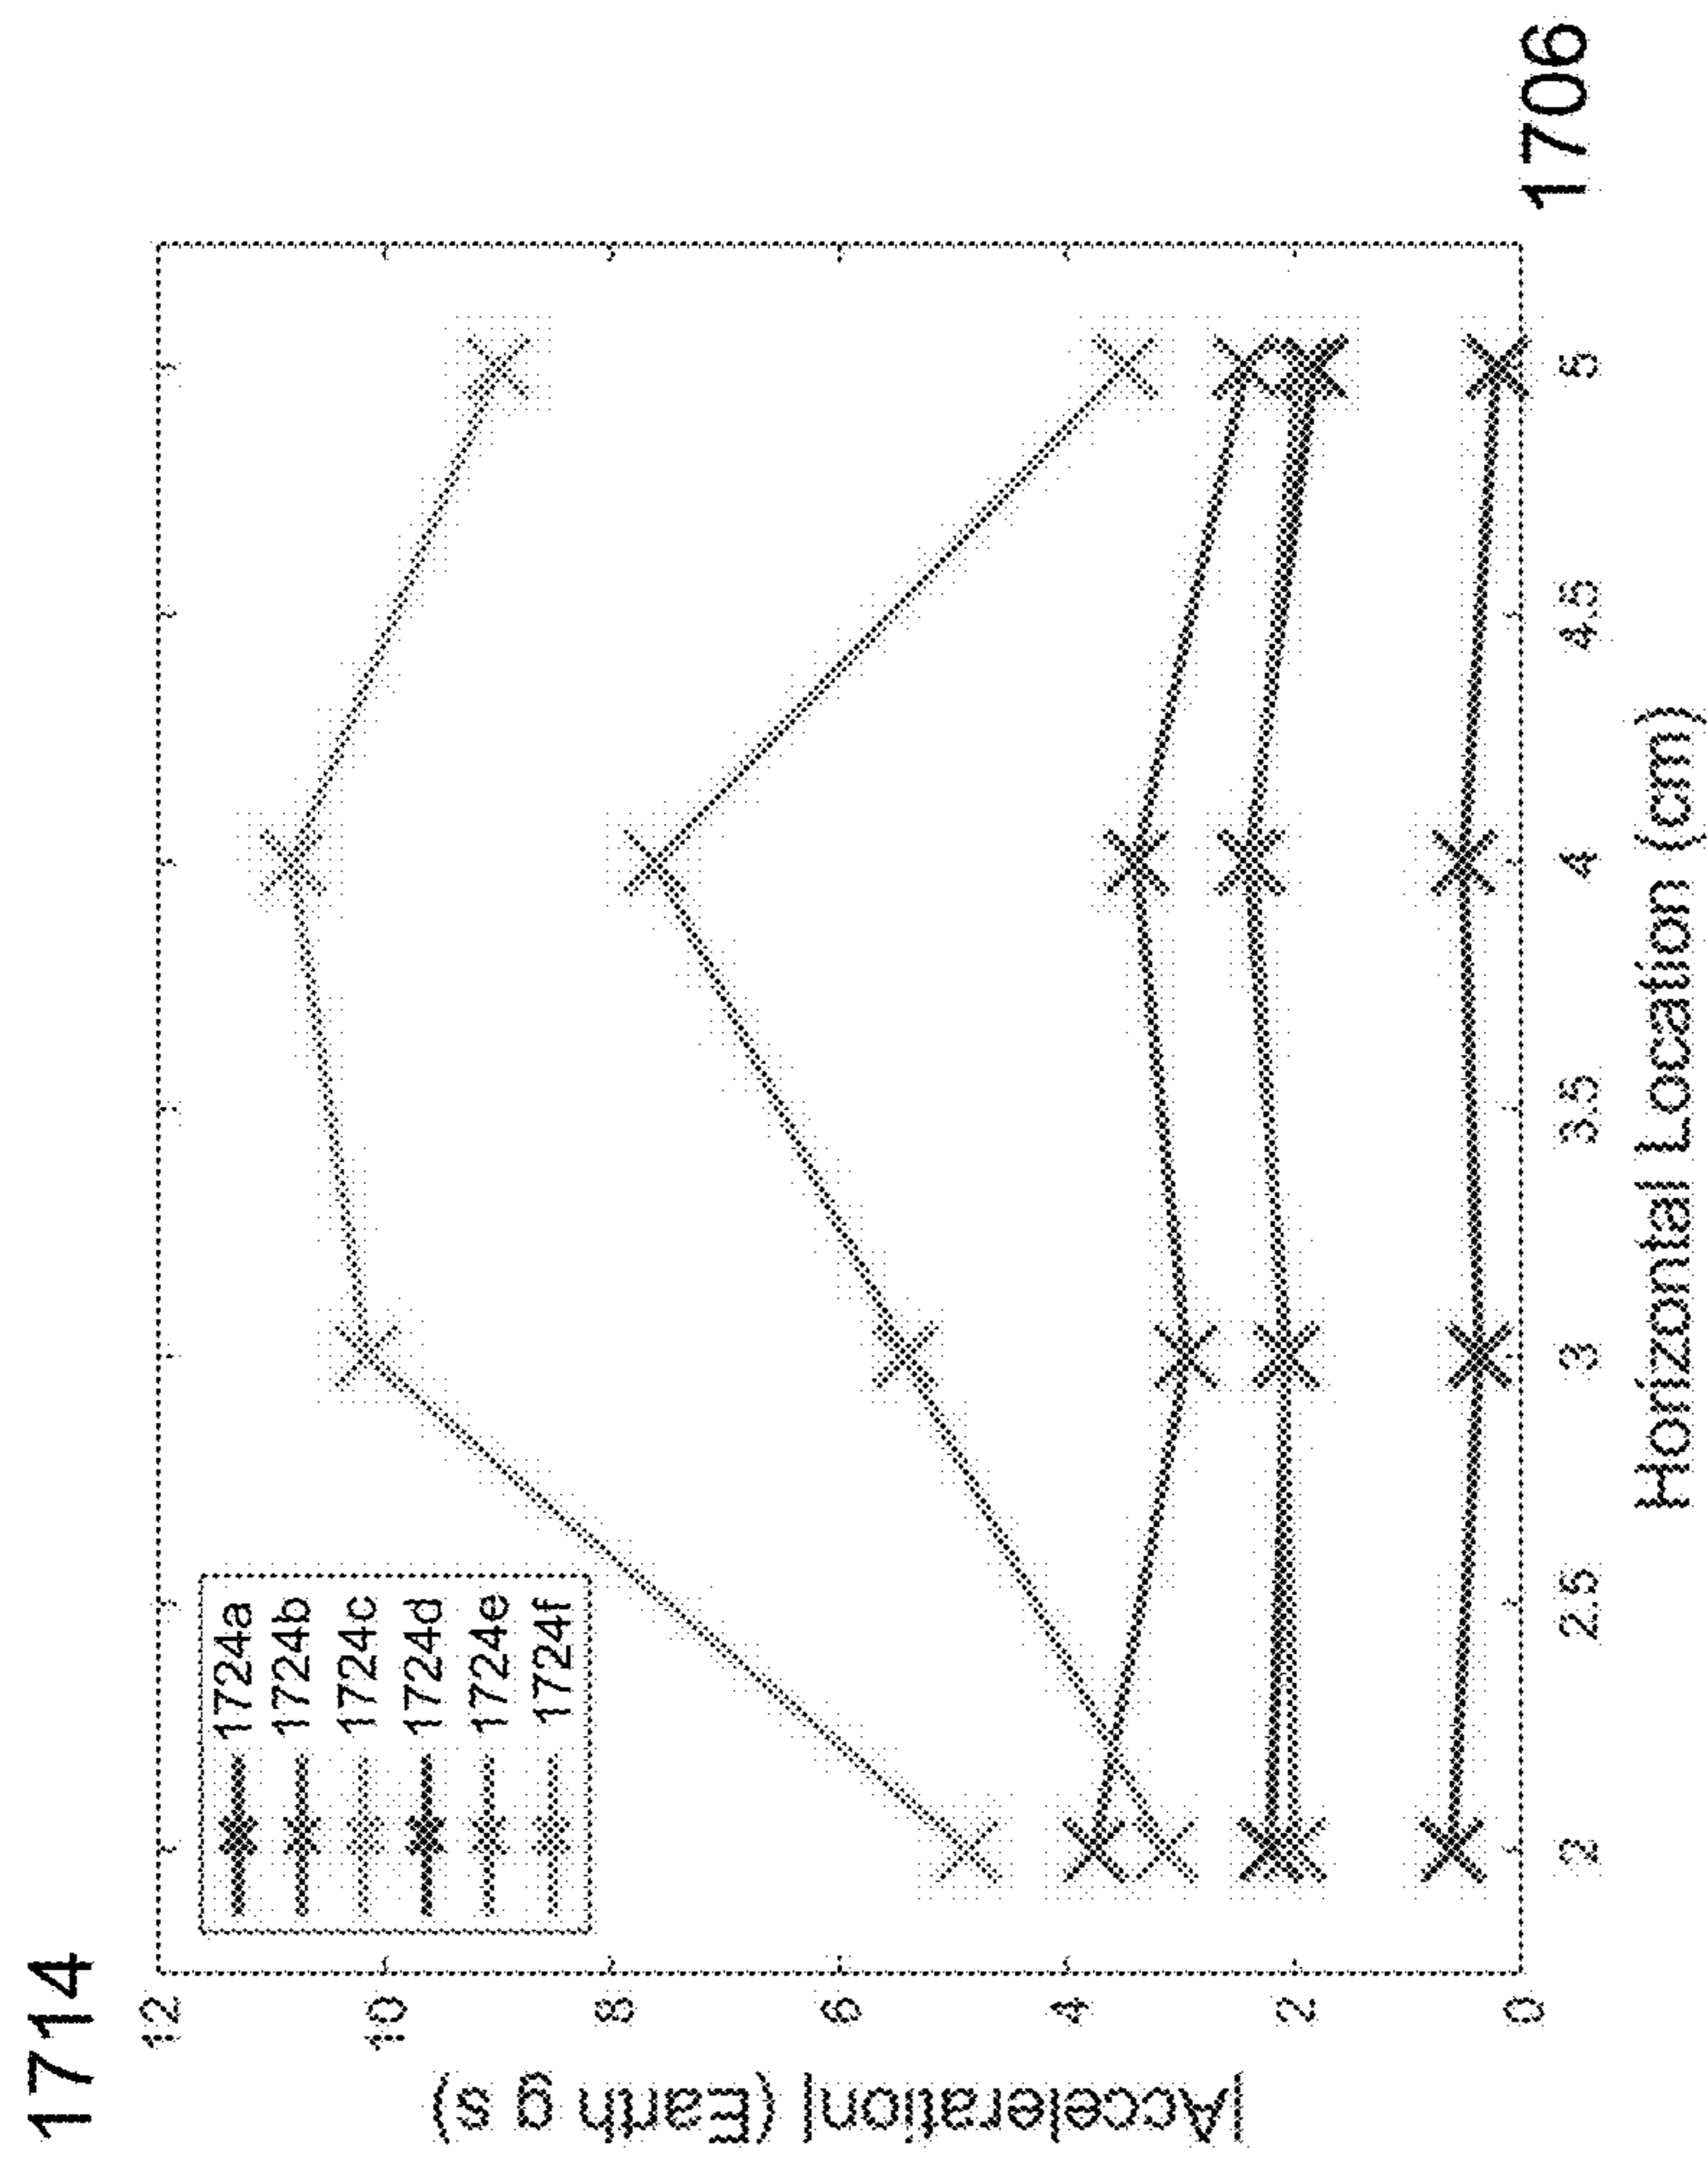 1714
|Acceleration| (Earth g s)
12
10
8
6
4
2
0
1724a
1724b
1724c
1724d
1724e
1724f
2
2.5
3
3.5
4
4.5
5
Horizontal Location (cm)
1706